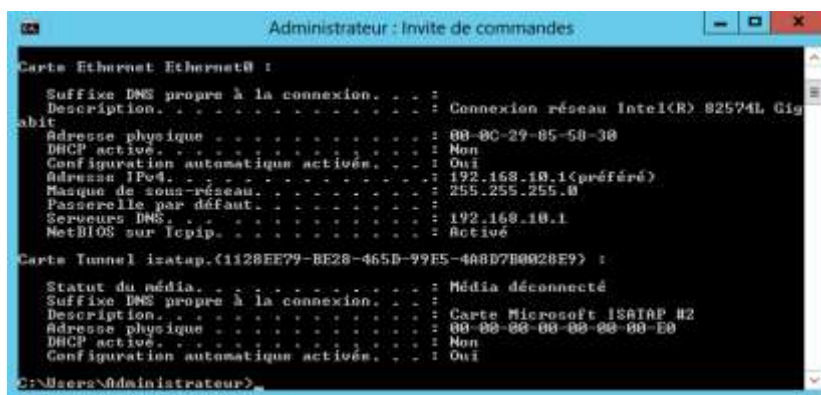 Administrateur : Invite de commandes
Carte Ethernet Ethernet0 :
Suffixe DNS propre à la connexion. . . :
Description. . . . . . . . . . . . . . : Connexion réseau Intel(R) 82574L Gig
abit
Adresse physique . . . . . . . . . . . : 00-0C-29-85-58-30
DHCP activé. . . . . . . . . . . . . . : Non
Configuration automatique activée. . . : Oui
Adresse IPv4. . . . . . . . . . . . . .: 192.168.10.1(préféré)
Masque de sous-réseau. . . . . . . . . : 255.255.255.0
Passerelle par défaut. . . . . . . . . :
Serveurs DNS. . . . . . . . . . . . . : 192.168.10.1
NetBIOS sur Tcpip. . . . . . . . . . . : Activé
Carte Tunnel isatap.{1128EE79-BE28-465D-99E5-4A8D7B0028E9} :
Statut du média. . . . . . . . . . . . : Média déconnecté
Suffixe DNS propre à la connexion. . . :
Description. . . . . . . . . . . . . . : Carte Microsoft ISATAP #2
Adresse physique . . . . . . . . . . . : 00-00-00-00-00-00-00-E0
DHCP activé. . . . . . . . . . . . . . : Non
Configuration automatique activée. . . : Oui
C:\Users\Administrateur>_